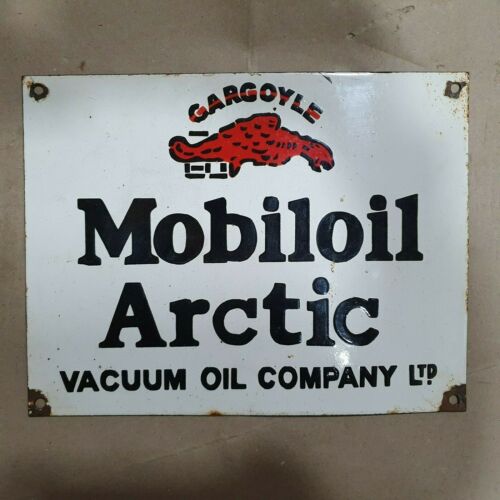 GARGOYLE
Mobiloil
Arctic
VACUUM OIL COMPANY LTD